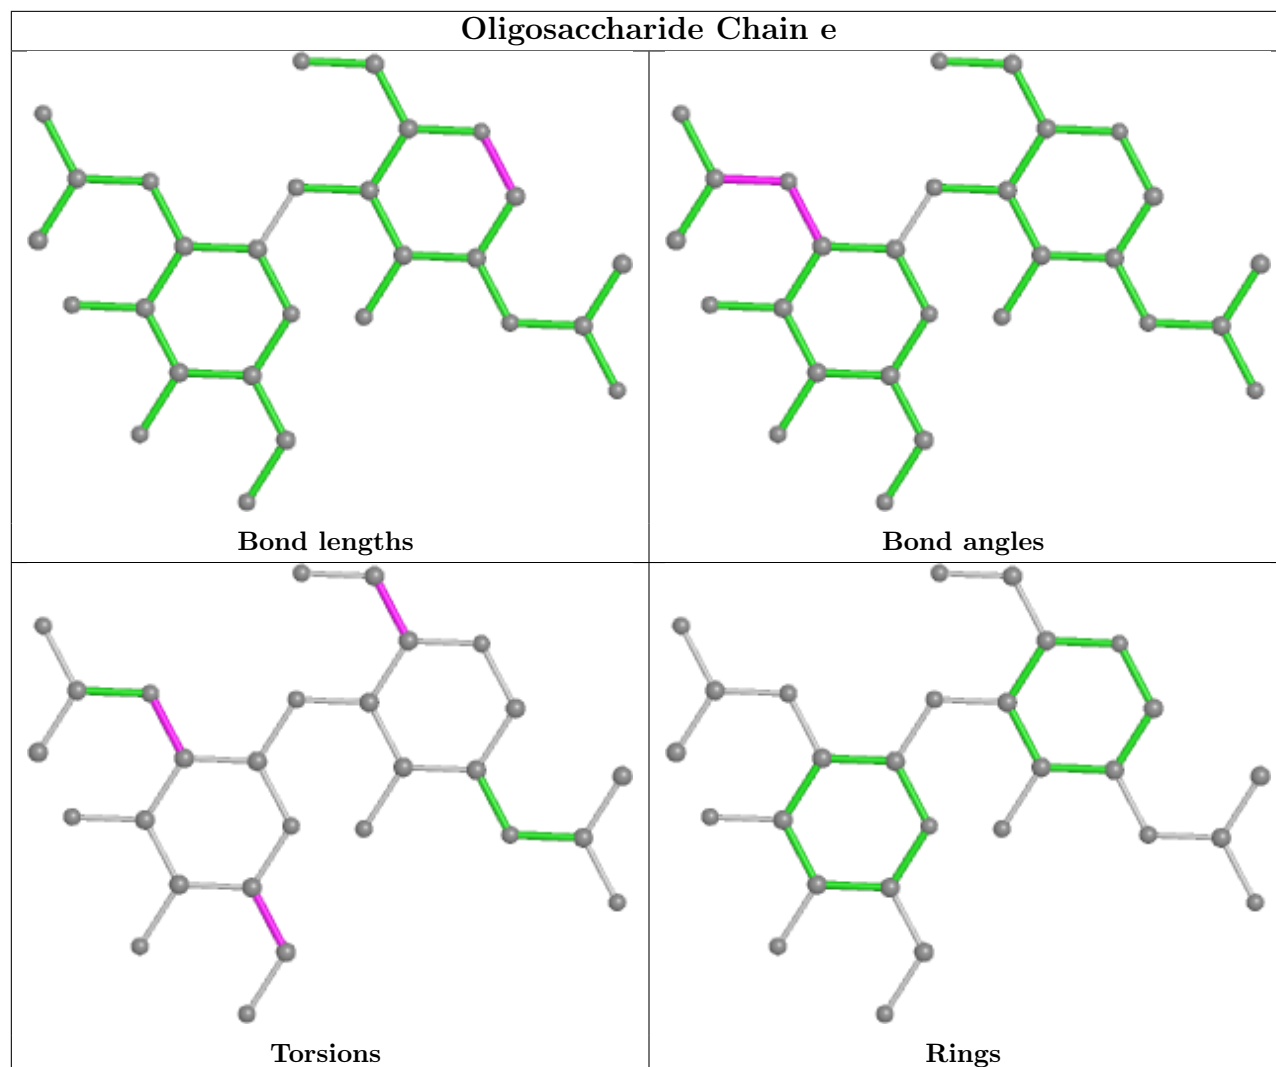 Oligosaccharide Chain e
Bond lengths
Bond angles
Torsions
Rings